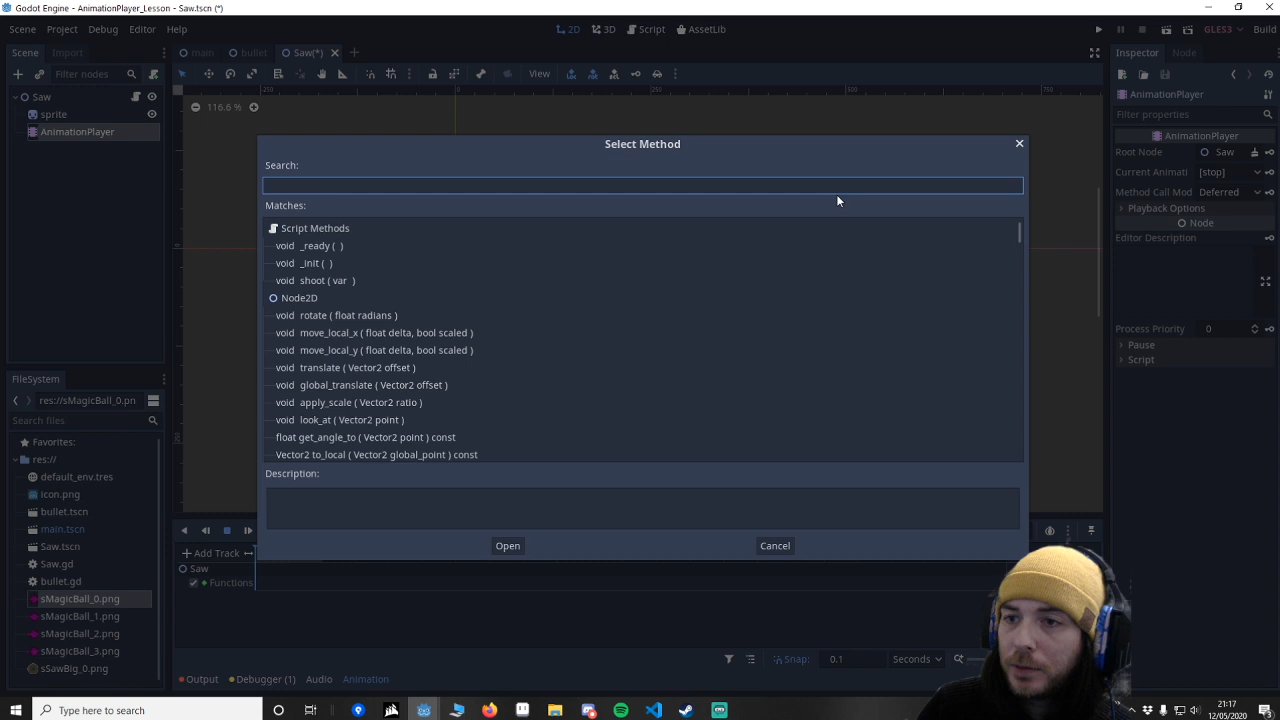 Godot Engine - AnimationPlayer_Lesson - Saw.tscn (*)
Scene Project Debug Editor Help
2D 3D Script AssetLib
GLES3 Build
Scene Import
main bullet Saw(*)
Inspector Node
Filter nodes
View
AnimationPlayer
Saw
sprite
AnimationPlayer
116.6 %
Filter properties
AnimationPlayer
Root Node Saw
Current Animati [stop]
Method Call Mod Deferred
Playback Options
Node
Editor Description
Process Priority 0
Pause
Script
Select Method
Search:
Matches:
Script Methods
void _ready ( )
void _init ( )
void shoot ( var )
Node2D
void rotate ( float radians )
void move_local_x ( float delta, bool scaled )
void move_local_y ( float delta, bool scaled )
void translate ( Vector2 offset )
void global_translate ( Vector2 offset )
void apply_scale ( Vector2 ratio )
void look_at ( Vector2 point )
float get_angle_to ( Vector2 point ) const
Vector2 to_local ( Vector2 global_point ) const
Description:
Open Cancel
FileSystem
res://sMagicBall_0.pn
Search files
Favorites:
res://
default_env.tres
icon.png
bullet.tscn
main.tscn
Saw.tscn
Saw.gd
bullet.gd
sMagicBall_0.png
sMagicBall_1.png
sMagicBall_2.png
sMagicBall_3.png
sSawBig_0.png
Add Track
Saw
Functions
Snap: 0.1 Seconds
Output Debugger (1) Audio Animation
Type here to search
21:17
12/05/2020